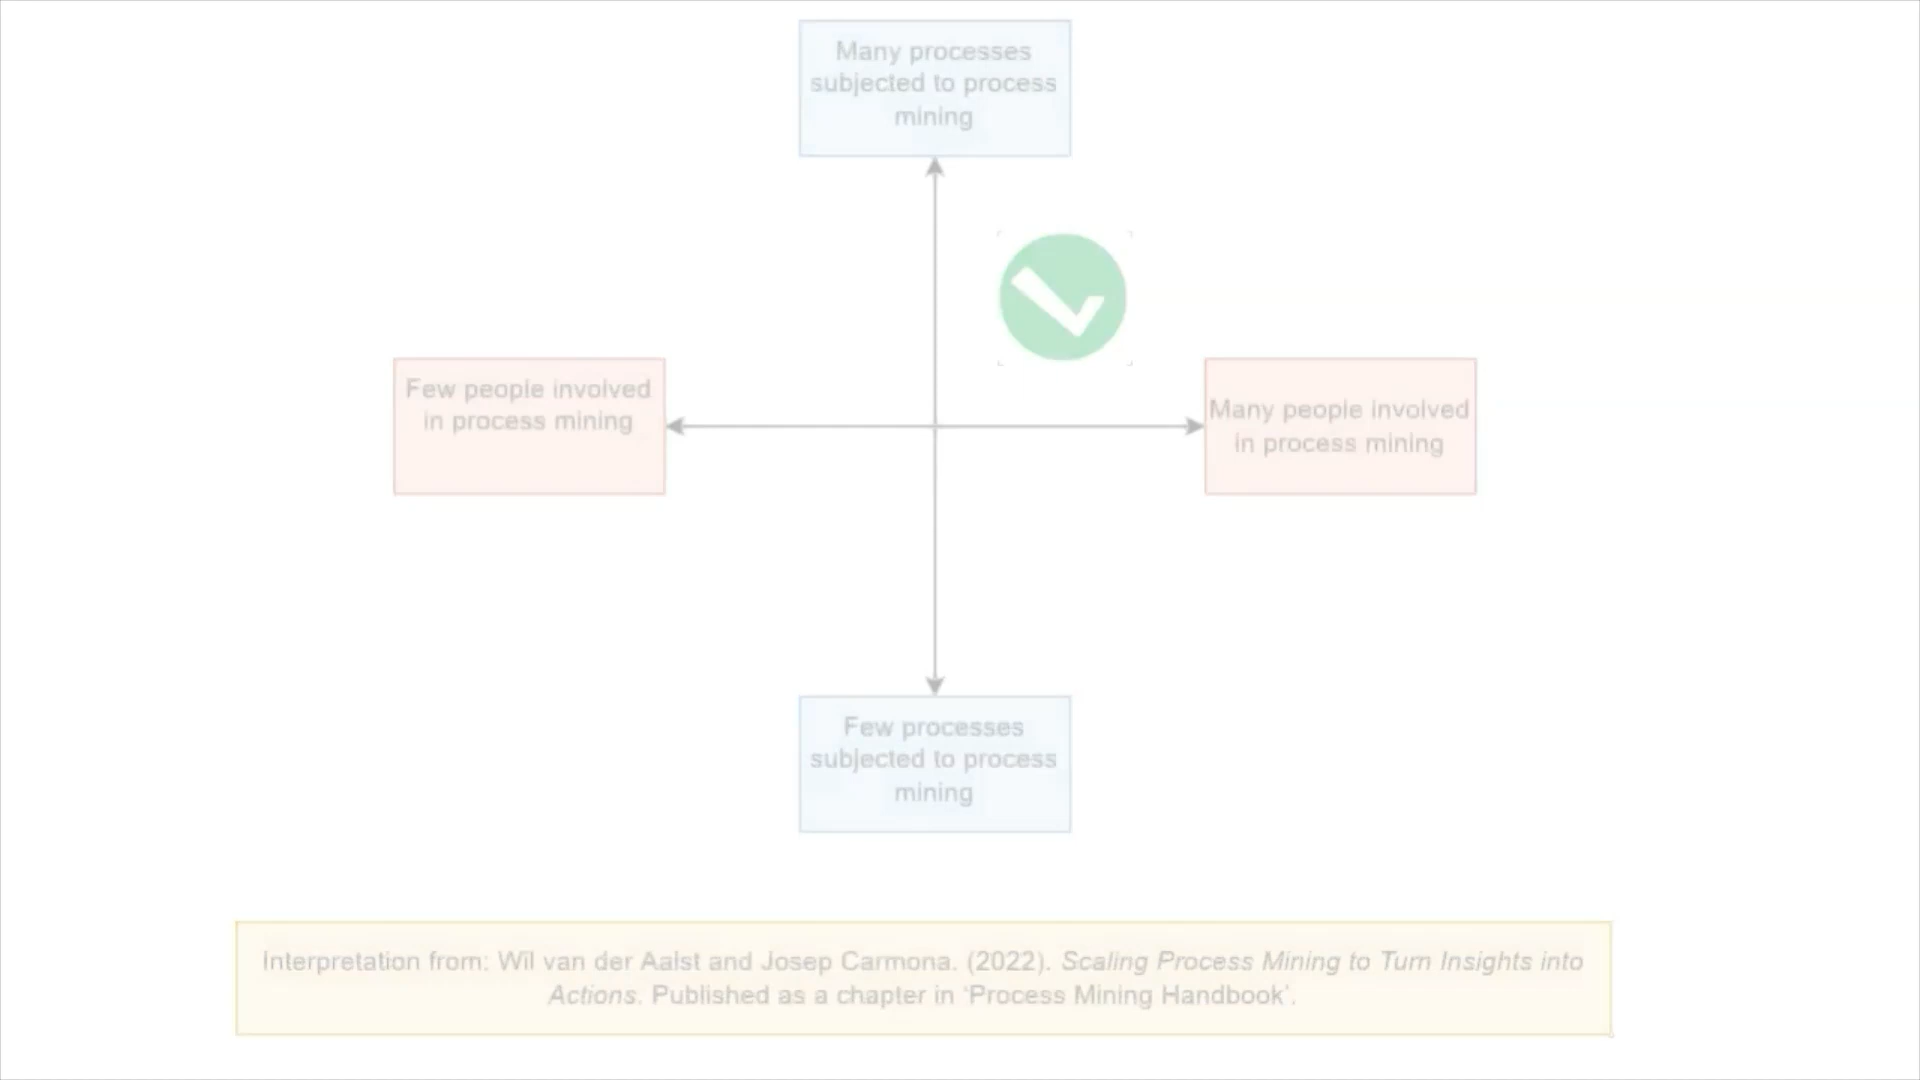 Many processes
subjected to process
mining
Few people involved
in process mining
Many people involved
in process mining
Few processes
subjected to process
mining
Interpretation from: Wil van der Aalst and Josep Carmona. (2022). Scaling Process Mining to Turn Insights into
Actions. Published as a chapter in ‘Process Mining Handbook’.